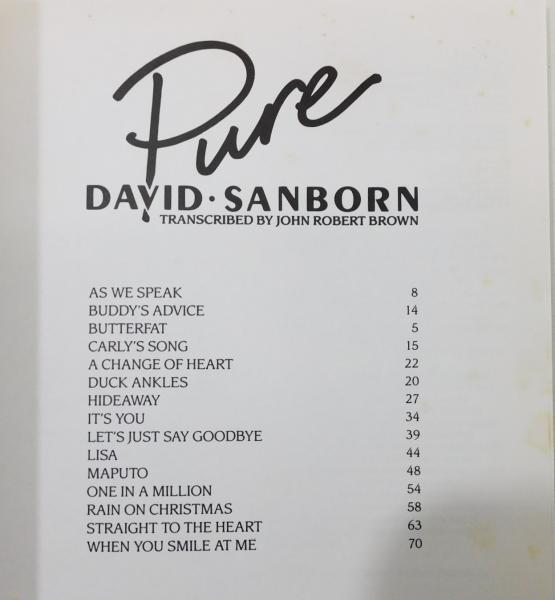 Pure
DAVID·SANBORN
TRANSCRIBED BY JOHN ROBERT BROWN
AS WE SPEAK 8
BUDDY'S ADVICE 14
BUTTERFAT 5
CARLY'S SONG 15
A CHANGE OF HEART 22
DUCK ANKLES 20
HIDEAWAY 27
IT'S YOU 34
LET'S JUST SAY GOODBYE 39
LISA 44
MAPUTO 48
ONE IN A MILLION 54
RAIN ON CHRISTMAS 58
STRAIGHT TO THE HEART 63
WHEN YOU SMILE AT ME 70